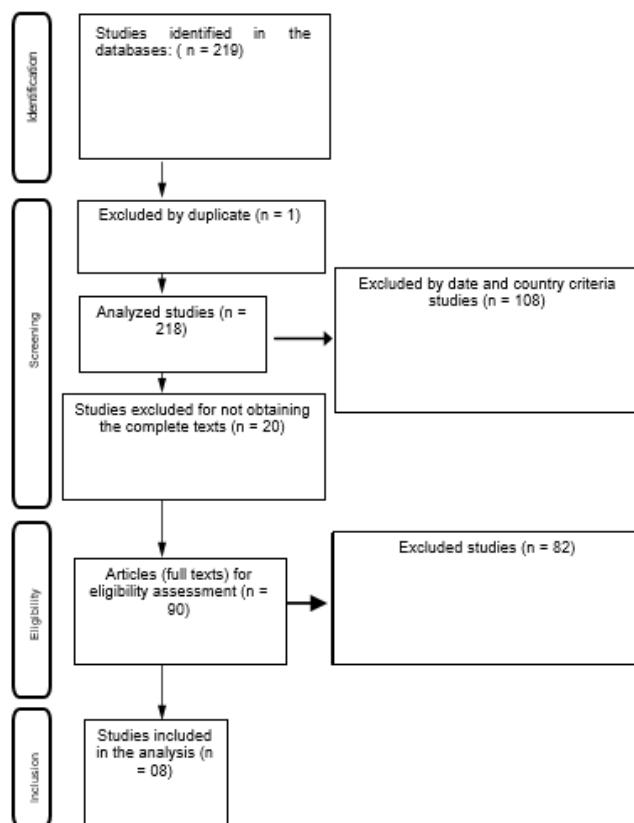 Identification
Studies identified in the
databases: ( n = 219)
Screening
Excluded by duplicate (n = 1)
Analyzed studies (n =
218)
Excluded by date and country criteria
studies (n = 108)
Studies excluded for not obtaining
the complete texts (n = 20)
Eligibility
Articles (full texts) for
eligibility assessment (n =
90)
Excluded studies (n = 82)
Inclusion
Studies included
in the analysis (n
= 08)